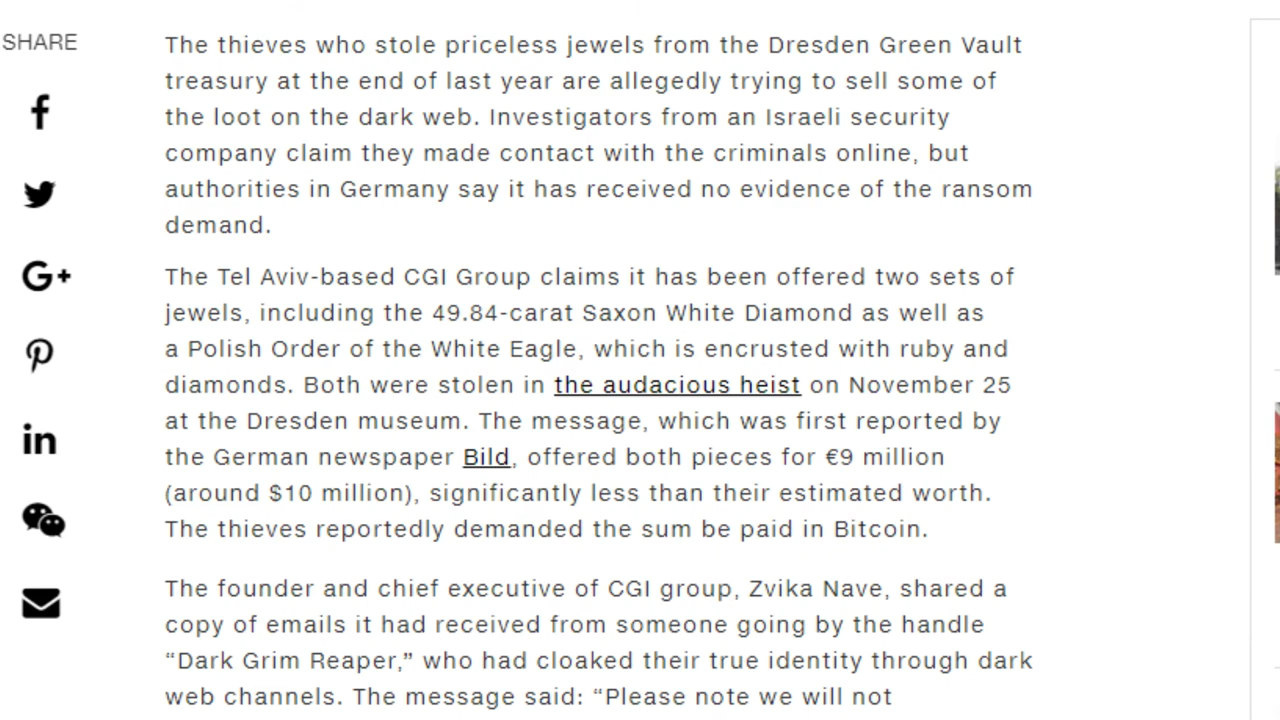 SHARE
The thieves who stole priceless jewels from the Dresden Green Vault
treasury at the end of last year are allegedly trying to sell some of
the loot on the dark web. Investigators from an Israeli security
company claim they made contact with the criminals online, but
authorities in Germany say it has received no evidence of the ransom
demand.
The Tel Aviv-based CGI Group claims it has been offered two sets of
jewels, including the 49.84-carat Saxon White Diamond as well as
a Polish Order of the White Eagle, which is encrusted with ruby and
diamonds. Both were stolen in the audacious heist on November 25
at the Dresden museum. The message, which was first reported by
the German newspaper Bild, offered both pieces for €9 million
(around $10 million), significantly less than their estimated worth.
The thieves reportedly demanded the sum be paid in Bitcoin.
The founder and chief executive of CGI group, Zvika Nave, shared a
copy of emails it had received from someone going by the handle
“Dark Grim Reaper,” who had cloaked their true identity through dark
web channels. The message said: “Please note we will not